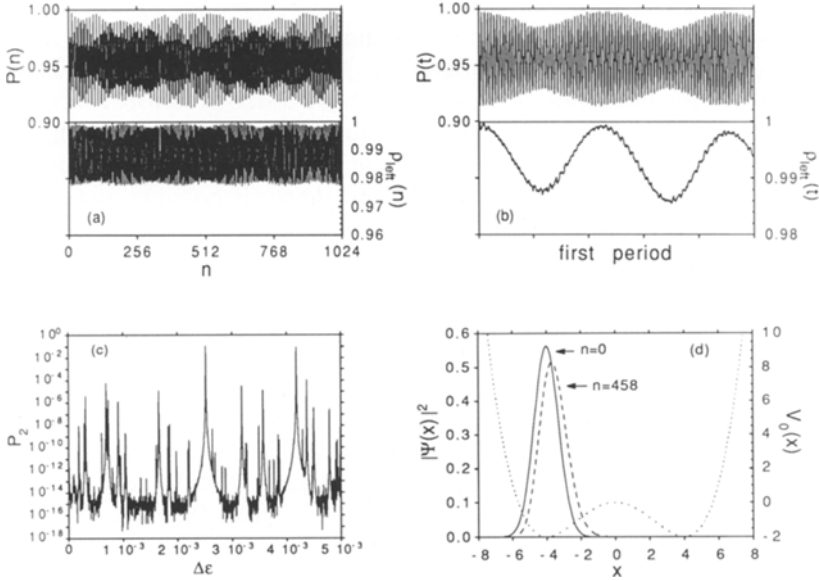 1.00
0.95
0.90
P(n)
1
0.99
0.98
0.97
0.96
ρleft(n)
(a)
0 256 512 768 1024
n
1.00
0.95
0.90
P(t)
1
0.99
0.98
ρleft(t)
(b)
first period
10^0
10^-2
10^-4
10^-6
10^-8
10^-10
10^-12
10^-14
10^-16
10^-18
P2
(c)
0 1 10^-3 2 10^-3 3 10^-3 4 10^-3 5 10^-3
Δε
0.6
0.5
0.4
0.3
0.2
0.1
0.0
|Ψ(x)|^2
n=0
n=458
(d)
10
8
6
4
2
0
-2
V0(x)
-8 -6 -4 -2 0 2 4 6 8
x